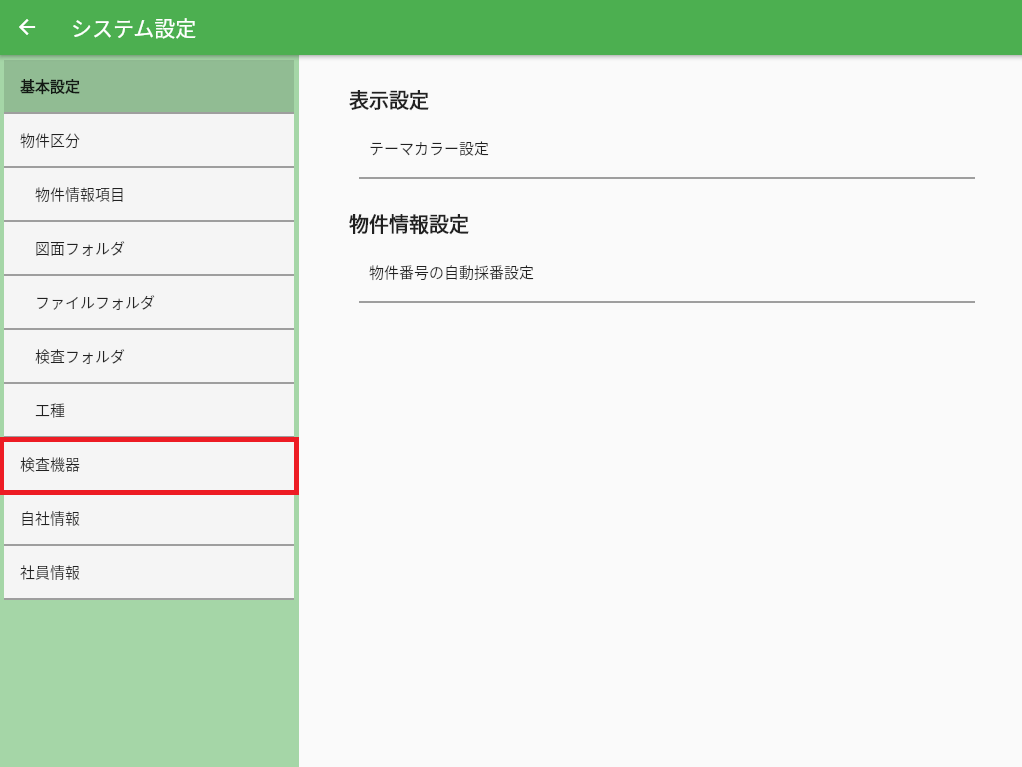 システム設定
基本設定
物件区分
物件情報項目
図面フォルダ
ファイルフォルダ
検査フォルダ
工種
検査機器
自社情報
社員情報
表示設定
テーマカラー設定
物件情報設定
物件番号の自動採番設定